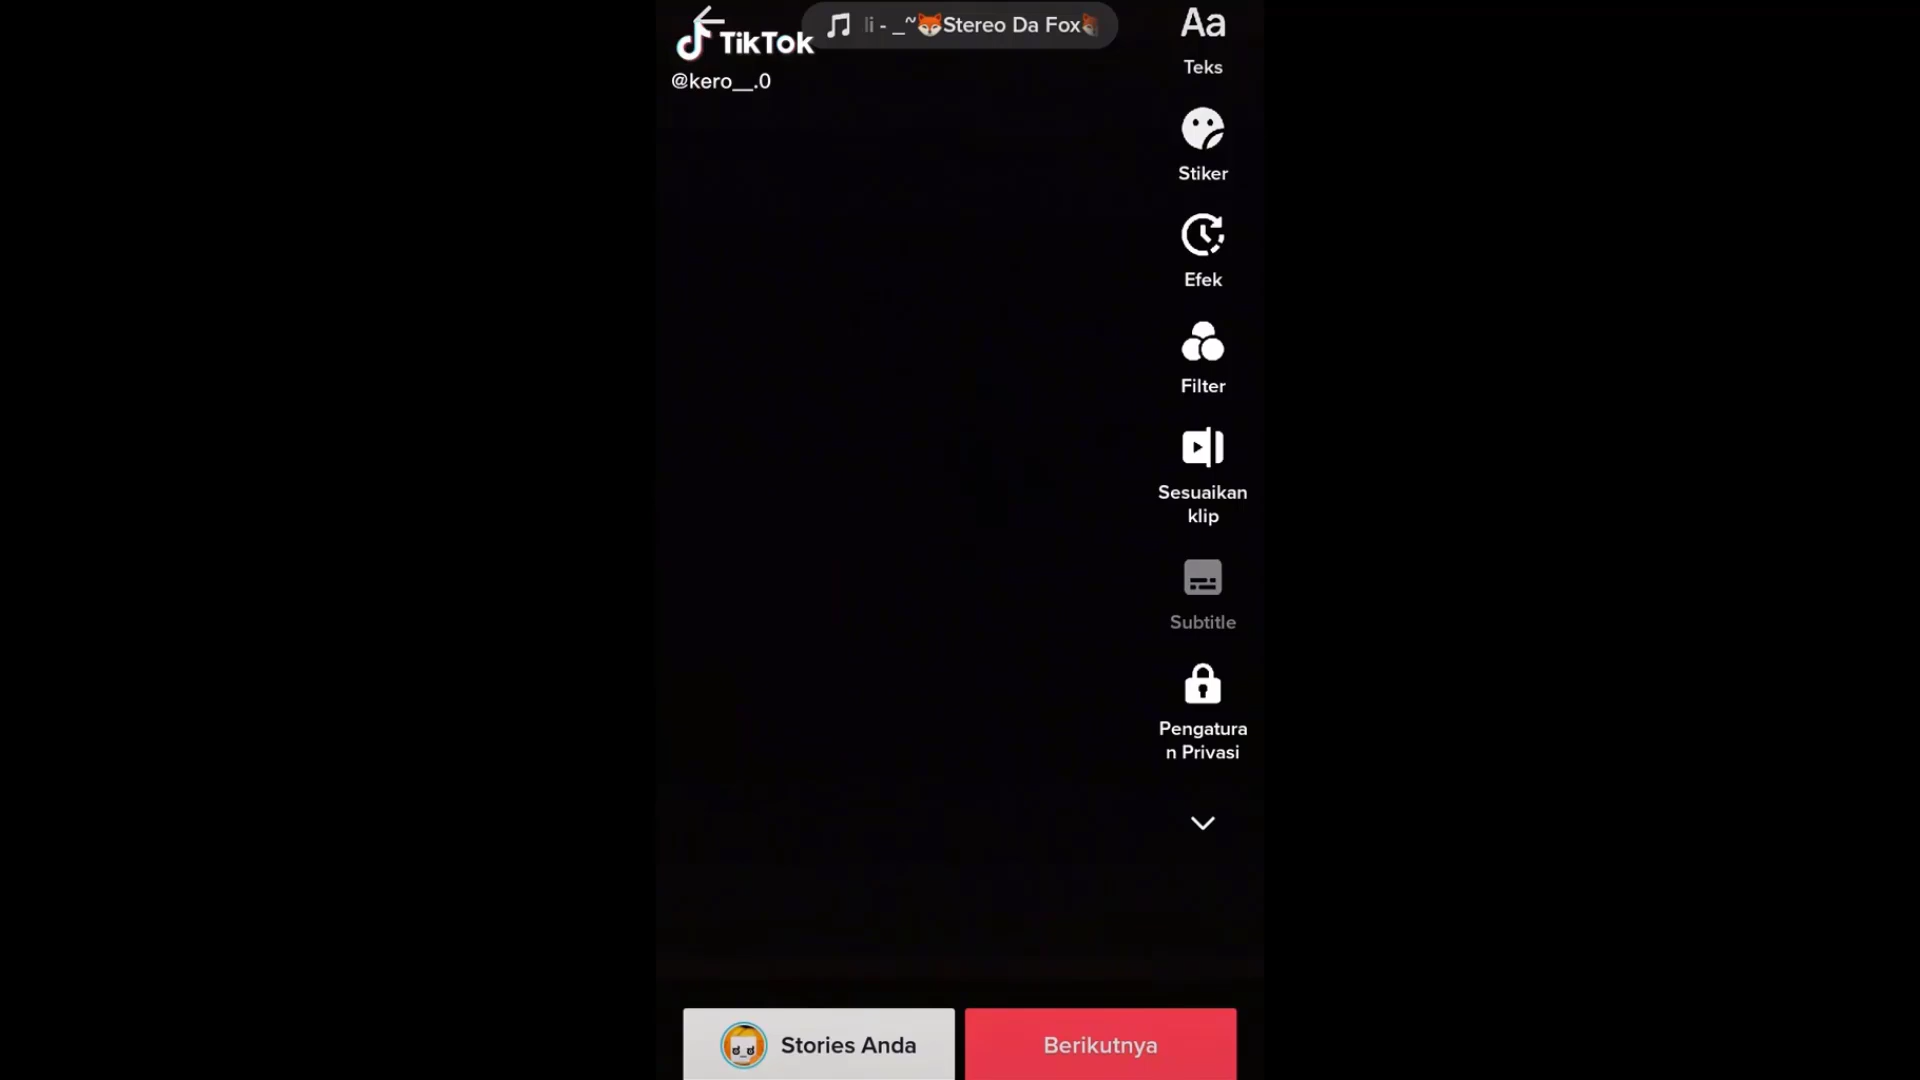 TikTok
@kero__.0
li - _~🦊Stereo Da Fox
Aa
Teks
Stiker
Efek
Filter
Sesuaikan
klip
Subtitle
Pengatura
n Privasi
Stories Anda
Berikutnya